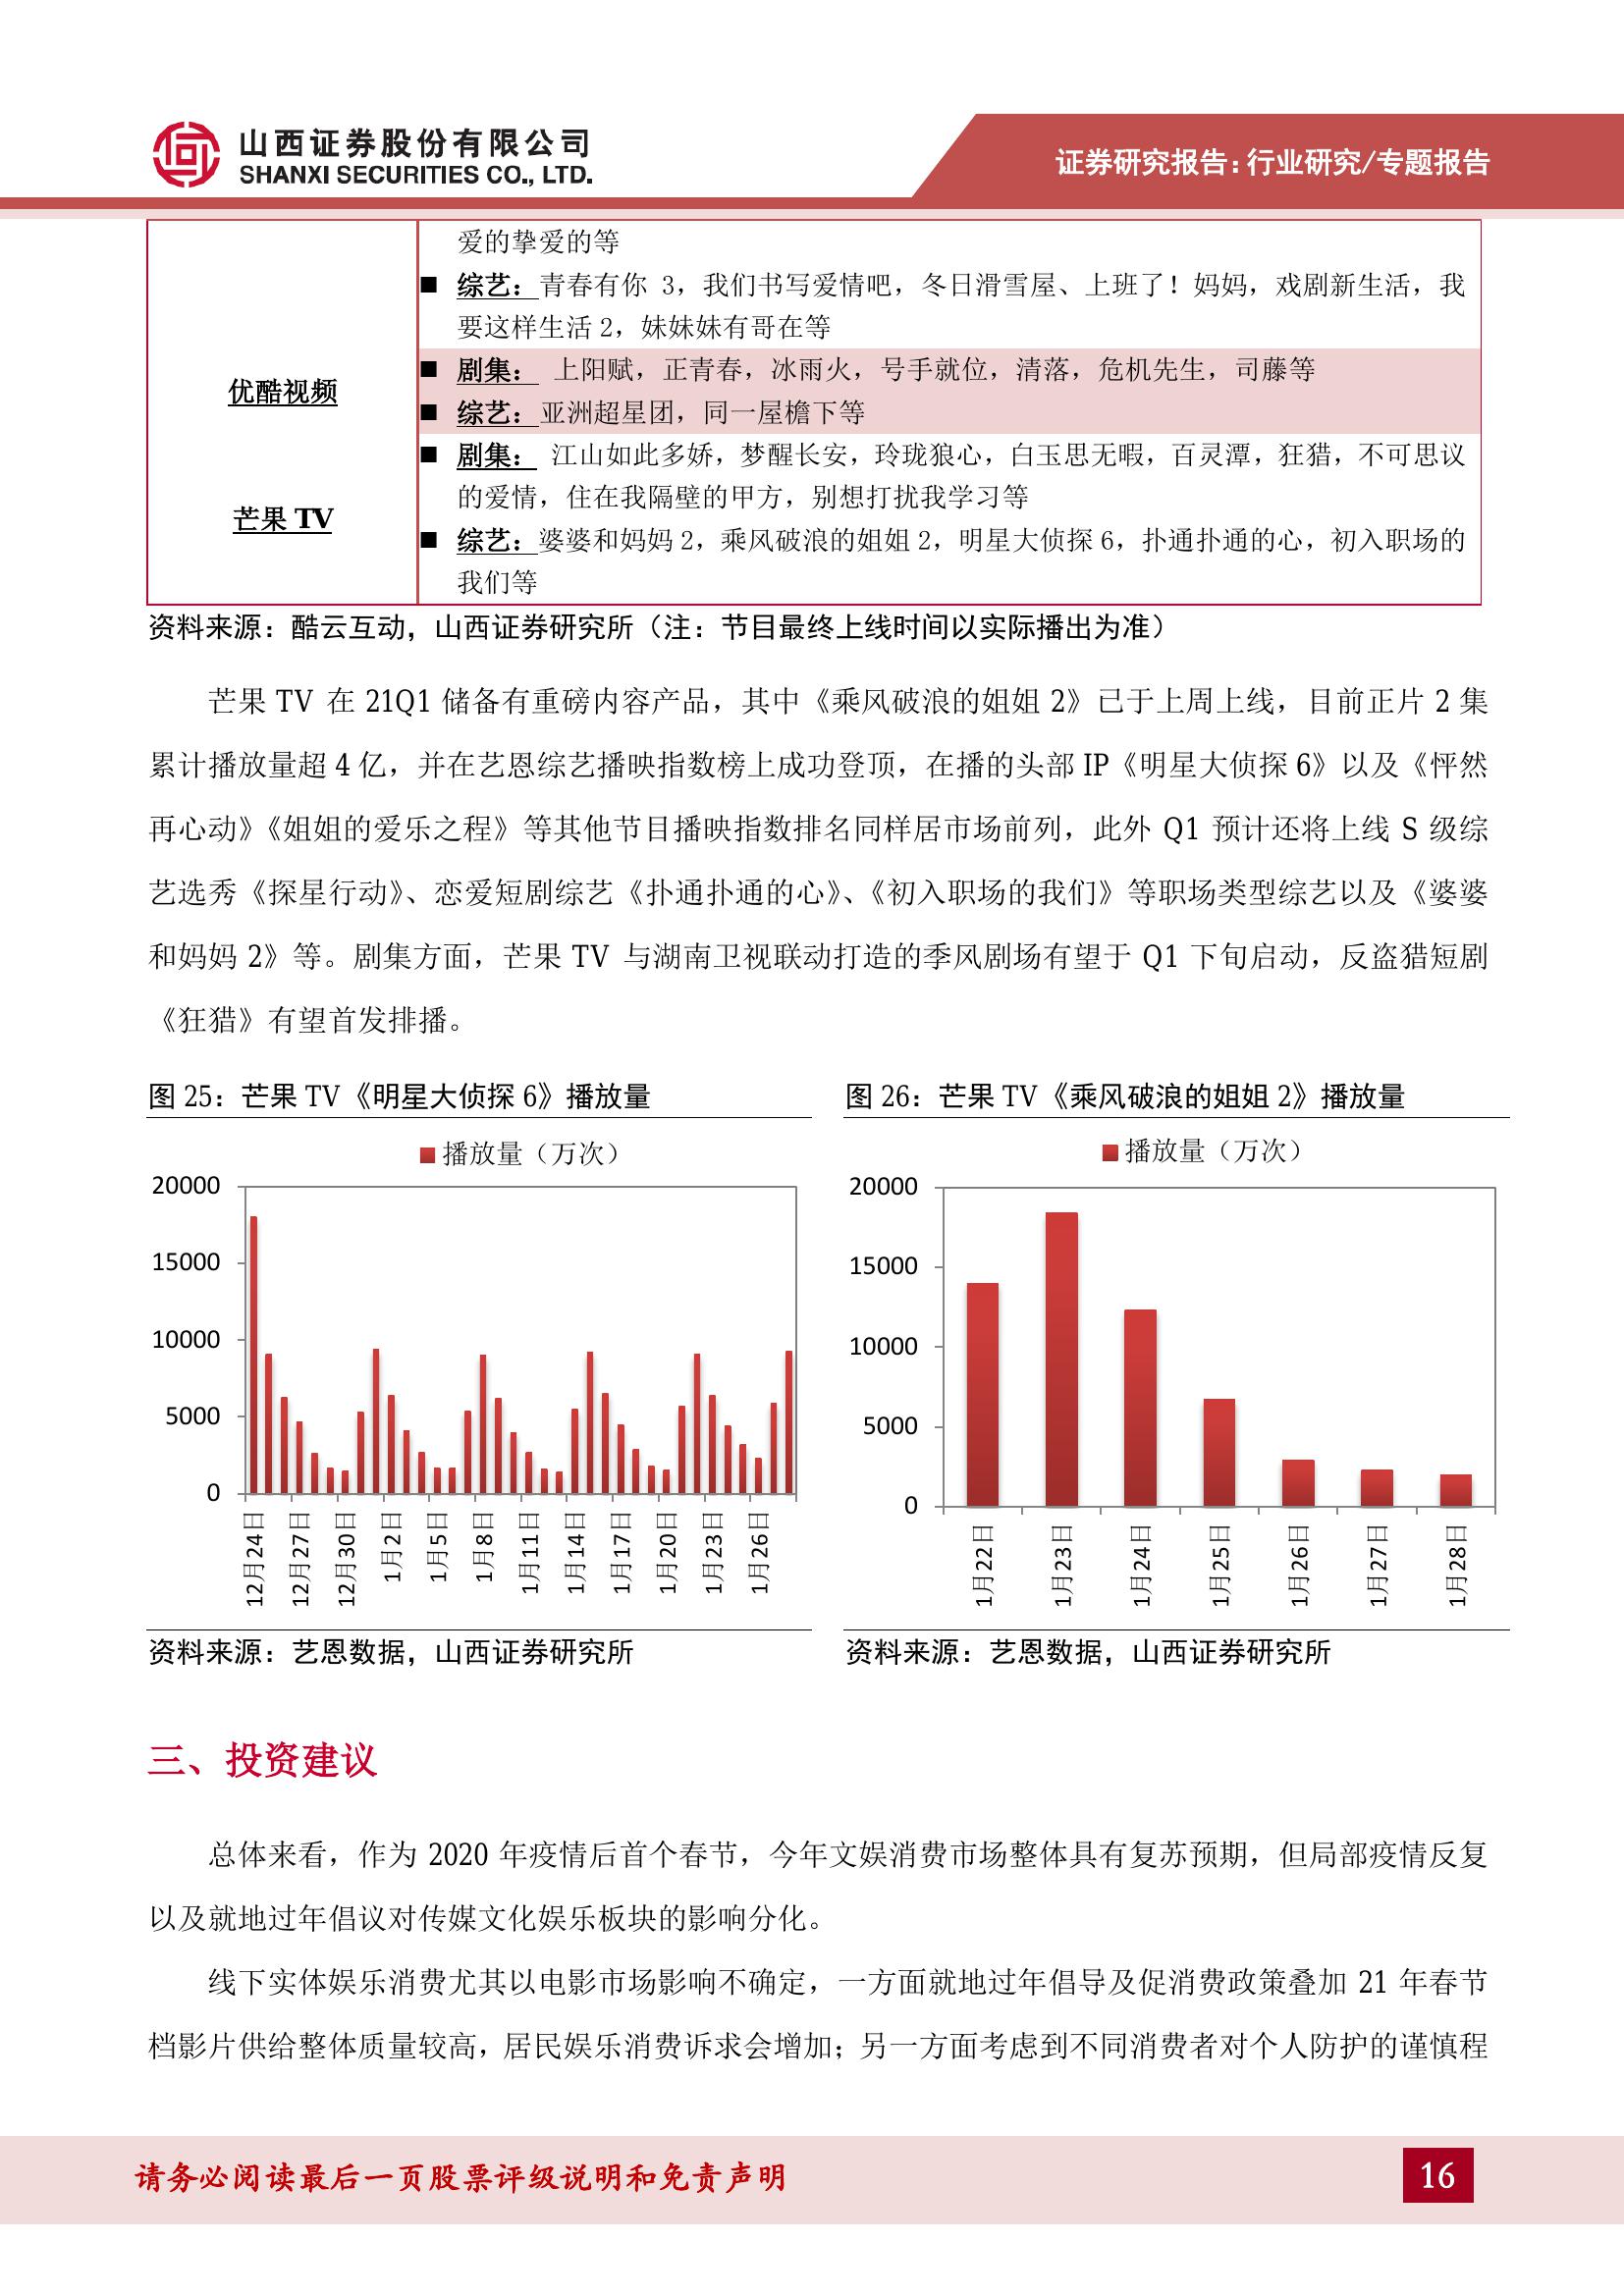 山西证券股份有限公司
SHANXI SECURITIES CO., LTD.
证券研究报告：行业研究/专题报告
爱的挚爱的等
■ 综艺：青春有你 3，我们书写爱情吧，冬日滑雪屋、上班了！妈妈，戏剧新生活，我
要这样生活 2，妹妹妹有哥在等
优酷视频
■ 剧集： 上阳赋，正青春，冰雨火，号手就位，清落，危机先生，司藤等
■ 综艺：亚洲超星团，同一屋檐下等
芒果 TV
■ 剧集： 江山如此多娇，梦醒长安，玲珑狼心，白玉思无暇，百灵潭，狂猎，不可思议
的爱情，住在我隔壁的甲方，别想打扰我学习等
■ 综艺：婆婆和妈妈 2，乘风破浪的姐姐 2，明星大侦探 6，扑通扑通的心，初入职场的
我们等
资料来源：酷云互动，山西证券研究所（注：节目最终上线时间以实际播出为准）
芒果 TV 在 21Q1 储备有重磅内容产品，其中《乘风破浪的姐姐 2》已于上周上线，目前正片 2 集
累计播放量超 4 亿，并在艺恩综艺播映指数榜上成功登顶，在播的头部 IP《明星大侦探 6》以及《怦然
再心动》《姐姐的爱乐之程》等其他节目播映指数排名同样居市场前列，此外 Q1 预计还将上线 S 级综
艺选秀《探星行动》、恋爱短剧综艺《扑通扑通的心》、《初入职场的我们》等职场类型综艺以及《婆婆
和妈妈 2》等。剧集方面，芒果 TV 与湖南卫视联动打造的季风剧场有望于 Q1 下旬启动，反盗猎短剧
《狂猎》有望首发排播。
图 25：芒果 TV《明星大侦探 6》播放量
播放量（万次）
20000
15000
10000
5000
0
12月24日
12月27日
12月30日
1月2日
1月5日
1月8日
1月11日
1月14日
1月17日
1月20日
1月23日
1月26日
资料来源：艺恩数据，山西证券研究所
图 26：芒果 TV《乘风破浪的姐姐 2》播放量
播放量（万次）
20000
15000
10000
5000
0
1月22日
1月23日
1月24日
1月25日
1月26日
1月27日
1月28日
资料来源：艺恩数据，山西证券研究所
三、投资建议
总体来看，作为 2020 年疫情后首个春节，今年文娱消费市场整体具有复苏预期，但局部疫情反复
以及就地过年倡议对传媒文化娱乐板块的影响分化。
线下实体娱乐消费尤其以电影市场影响不确定，一方面就地过年倡导及促消费政策叠加 21 年春节
档影片供给整体质量较高，居民娱乐消费诉求会增加；另一方面考虑到不同消费者对个人防护的谨慎程
请务必阅读最后一页股票评级说明和免责声明
16